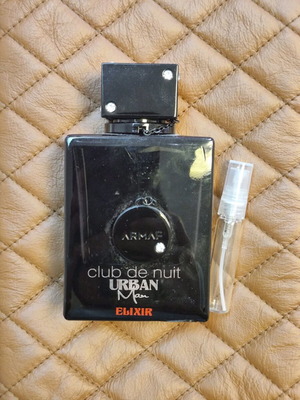 ARMAF
club de nuit
URBAN
Man
ELIXIR